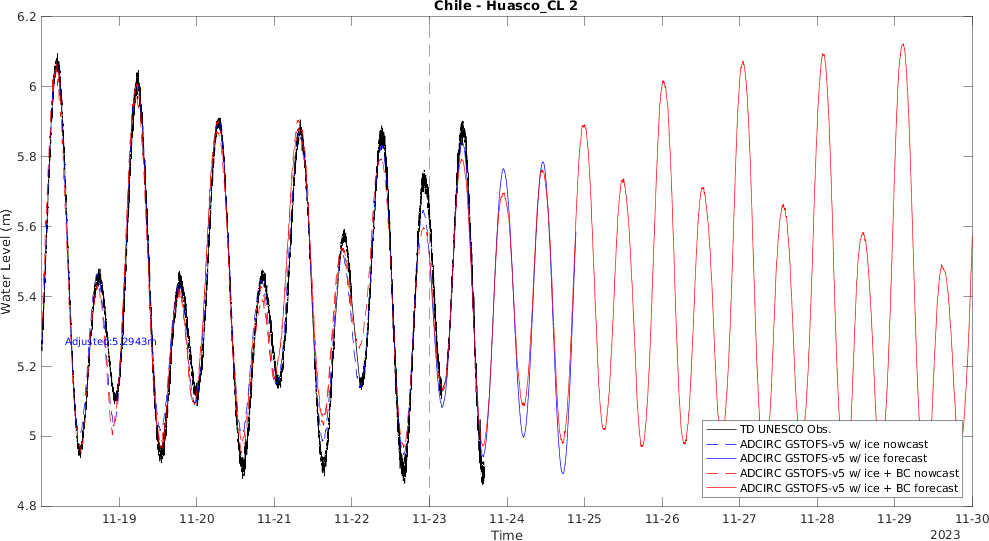 Chile - Huasco_CL 2
6.2
6
5.8
5.6
5.4
5.2
5
4.8
Water Level (m)
Adjusted:5.2943m
TD UNESCO Obs.
ADCIRC GSTOFS-v5 w/ ice nowcast
ADCIRC GSTOFS-v5 w/ ice forecast
ADCIRC GSTOFS-v5 w/ ice + BC nowcast
ADCIRC GSTOFS-v5 w/ ice + BC forecast
11-19 11-20 11-21 11-22 11-23 11-24 11-25 11-26 11-27 11-28 11-29 11-30
Time
2023